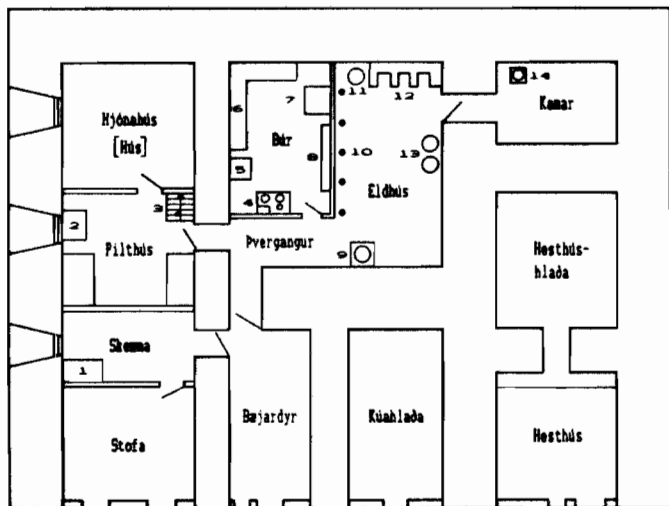 Hjónahús
[Hús]
3
2
Pilthús
Skemma
1
Stofa
6
7
Búr
5
8
4
11
12
10
13
Eldhús
Þvergangur
9
Bæjardyr
Kúahlaða
14
Kamar
Hesthús-
hlaða
Hesthús